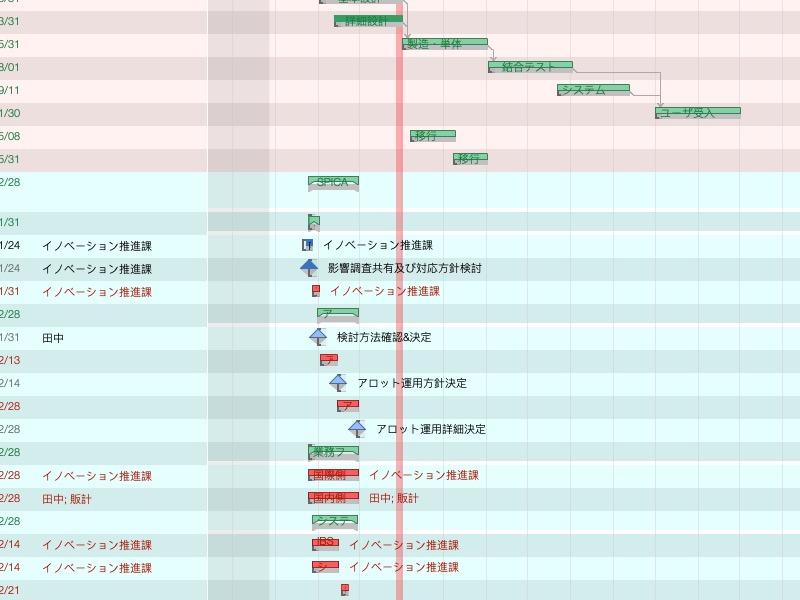 3/31 詳細設計
5/31 製造・単体
8/01 結合テスト
9/11 システム
1/30 ユーザ受入
5/08 移行
5/31 移行
2/28 SPICA
1/31
1/24 イノベーション推進課 イノベーション推進課
1/24 イノベーション推進課 影響調査共有及び対応方針検討
1/31 イノベーション推進課 イノベーション推進課
2/28 ア
1/31 田中 検討方法確認&決定
2/13 ア
2/14 アロット運用方針決定
2/28 ア
2/28 アロット運用詳細決定
2/28 業務フ
2/28 イノベーション推進課 国際側 イノベーション推進課
2/28 田中; 販計 国内側 田中; 販計
2/28 システ
2/14 イノベーション推進課 IBS イノベーション推進課
2/14 イノベーション推進課 シ イノベーション推進課
2/21